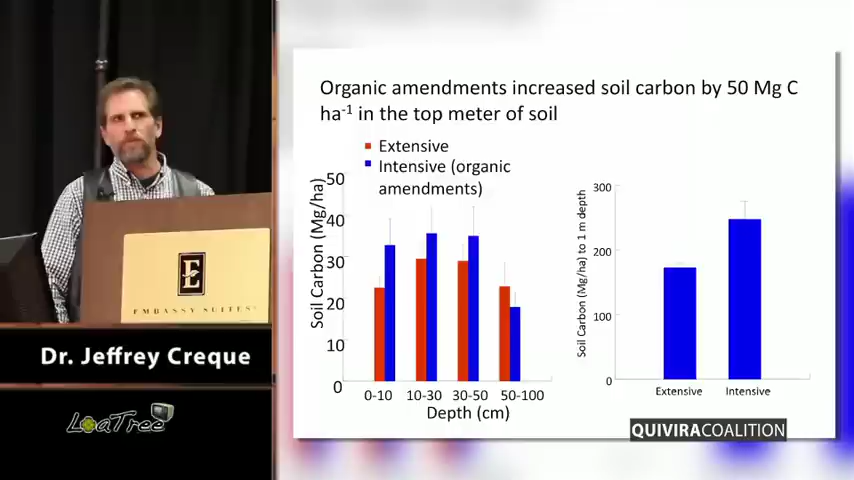 Organic amendments increased soil carbon by 50 Mg C
ha-1 in the top meter of soil
Extensive
Intensive (organic
amendments)
Soil Carbon (Mg/ha)
50
40
30
20
10
0
0-10 10-30 30-50 50-100
Depth (cm)
Soil Carbon (Mg/ha) to 1 m depth
300
200
100
0
Extensive Intensive
QUIVIRACOALITION
E
EMBASSY SUITES
Dr. Jeffrey Creque
LoaTree